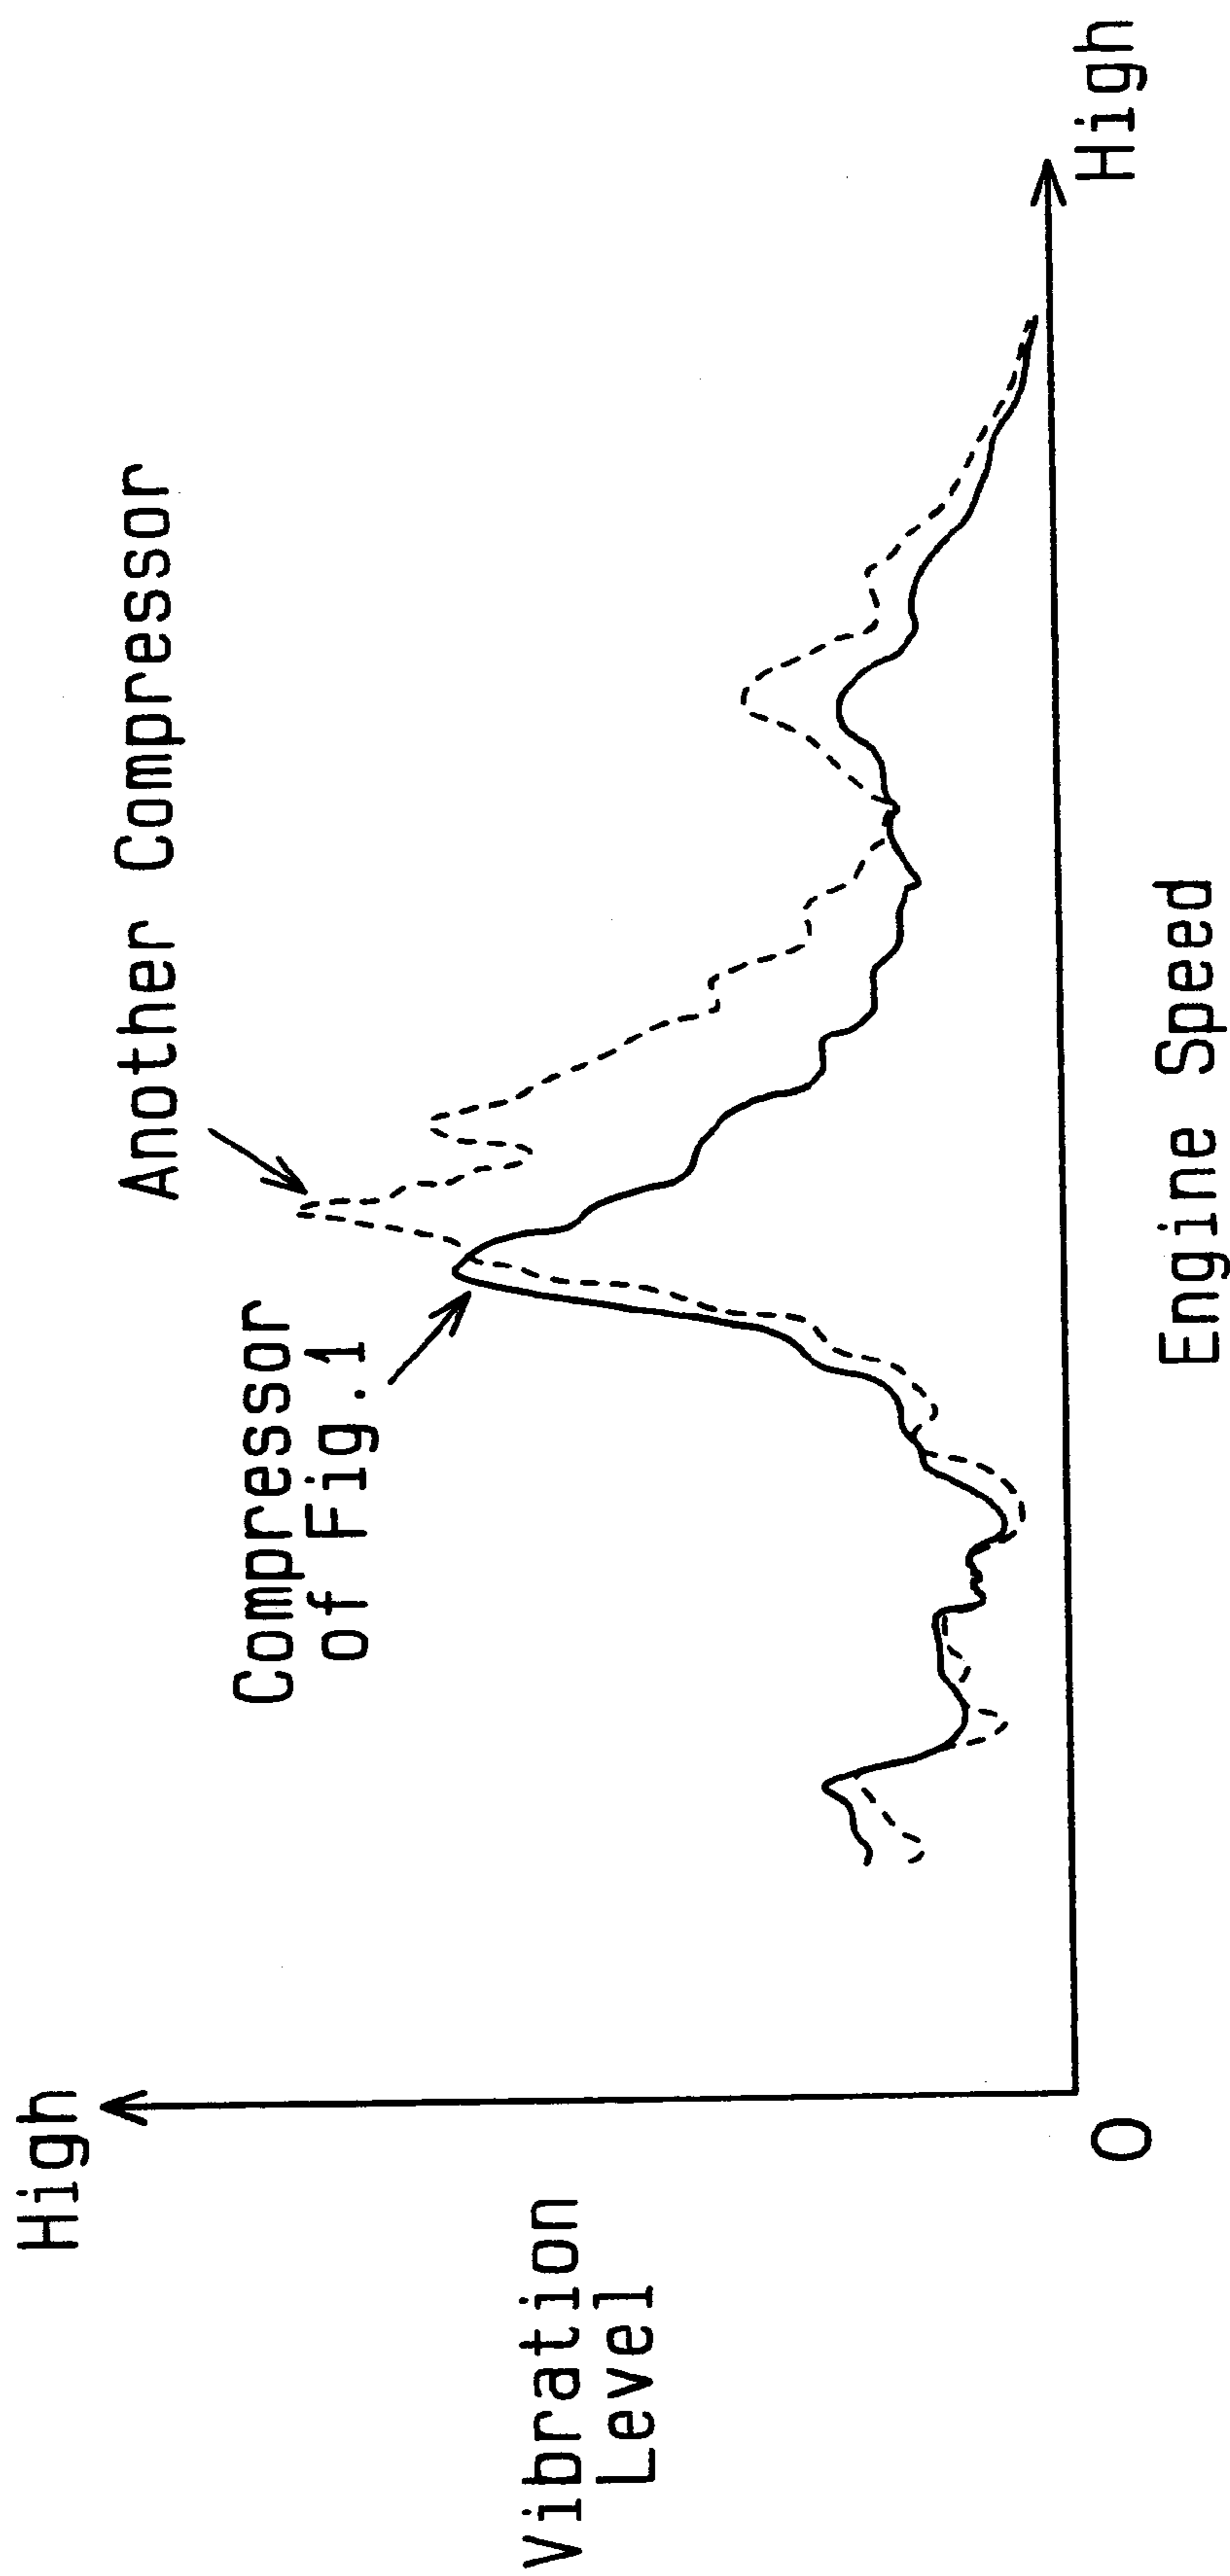 High
Vibration
Level
Another Compressor
Compressor
of Fig.1
0
Engine Speed
High